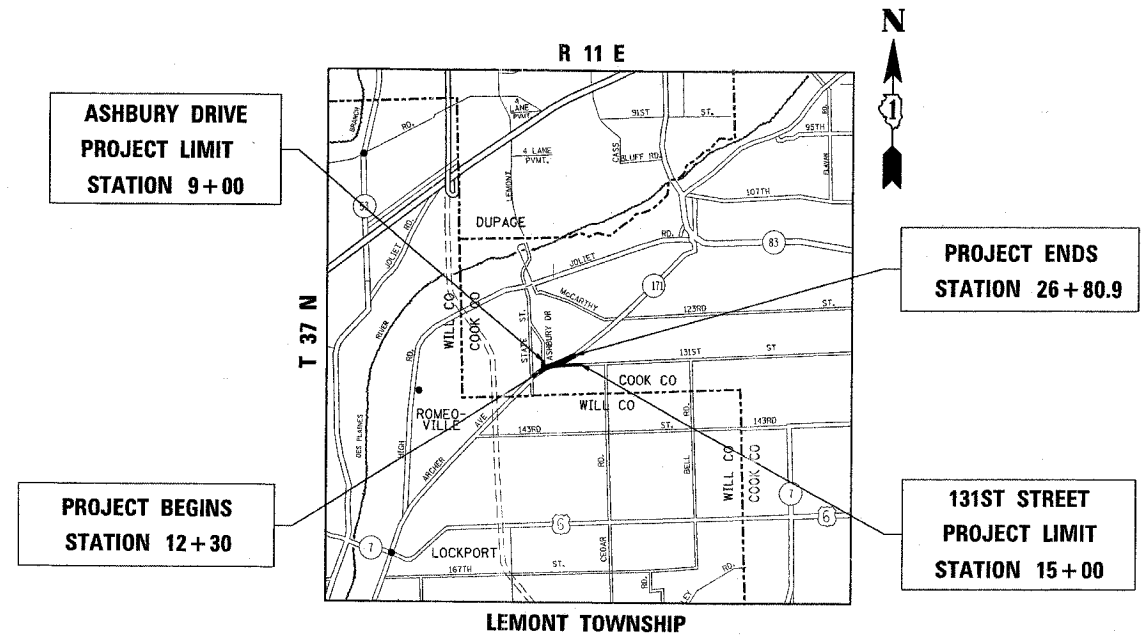 N
R 11 E
1
ASHBURY DRIVE
PROJECT LIMIT
STATION 9+00
BRANCH
RD.
4
LANE
PVMT.
91ST ST.
95TH
RD.
4 LANE
PVMT.
CASS
BLUFF RD.
LEMONT
107TH
53
DUPAGE
JOLIET RD.
JOLIET RD.
83
171
PROJECT ENDS
STATION 26+80.9
T 37 N
RIVER
WILL CO
COOK CO
McCARTHY
123RD ST.
STATE ST.
ASHBURY DR
131ST ST
RD.
COOK CO
WILL CO
ROMEO-
VILLE
DES PLAINES
HIGH
ARCHER AVE
143RD ST.
143RD
RD.
BELL RD.
WILL CO
COOK CO
PROJECT BEGINS
STATION 12+30
7
6
6
7
LOCKPORT
CEDAR
167TH ST.
RD.
RD.
131ST STREET
PROJECT LIMIT
STATION 15+00
LEMONT TOWNSHIP